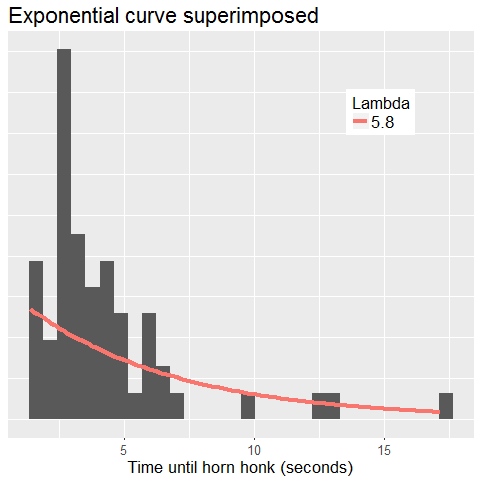 Exponential curve superimposed
Lambda
5.8
5 10 15
Time until horn honk (seconds)